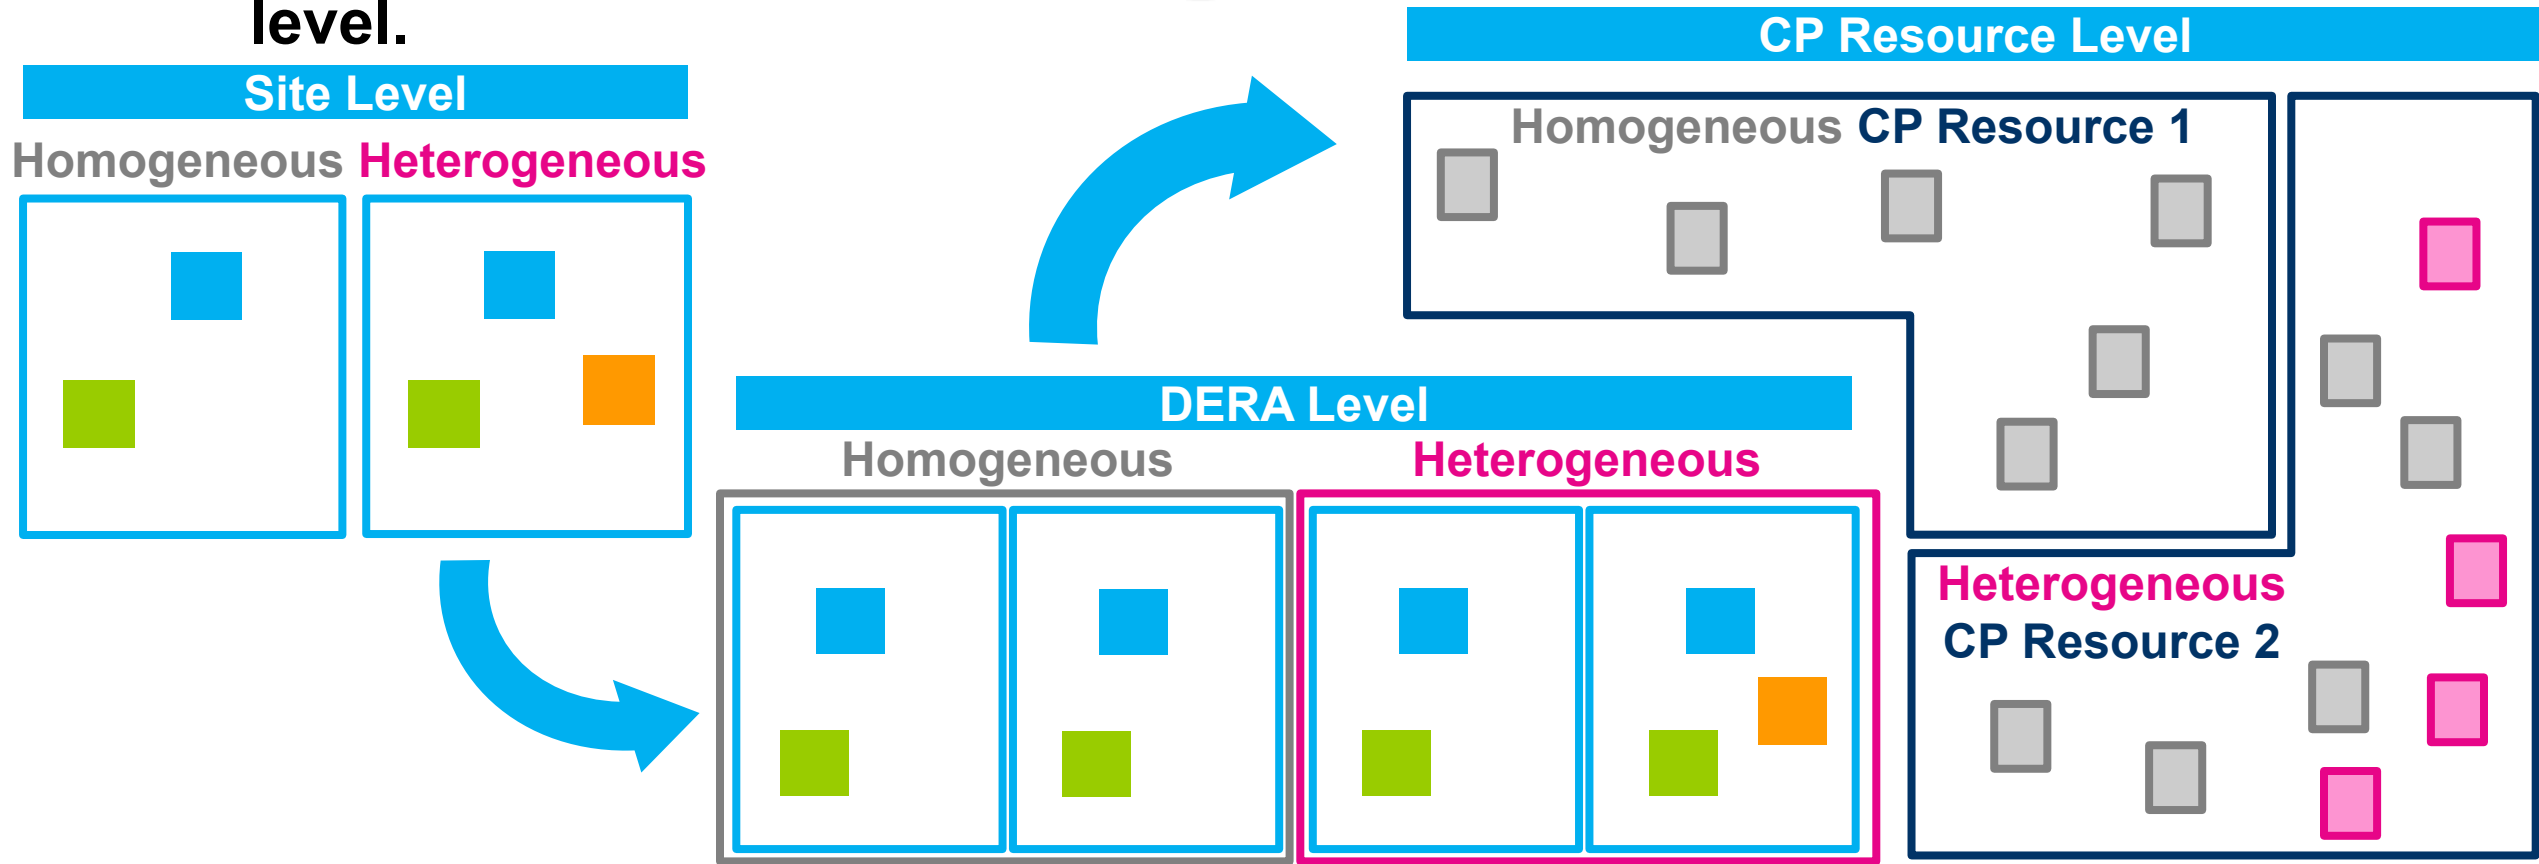 level.
Site Level
Homogeneous Heterogeneous
DERA Level
Homogeneous Heterogeneous
CP Resource Level
Homogeneous CP Resource 1
Heterogeneous
CP Resource 2